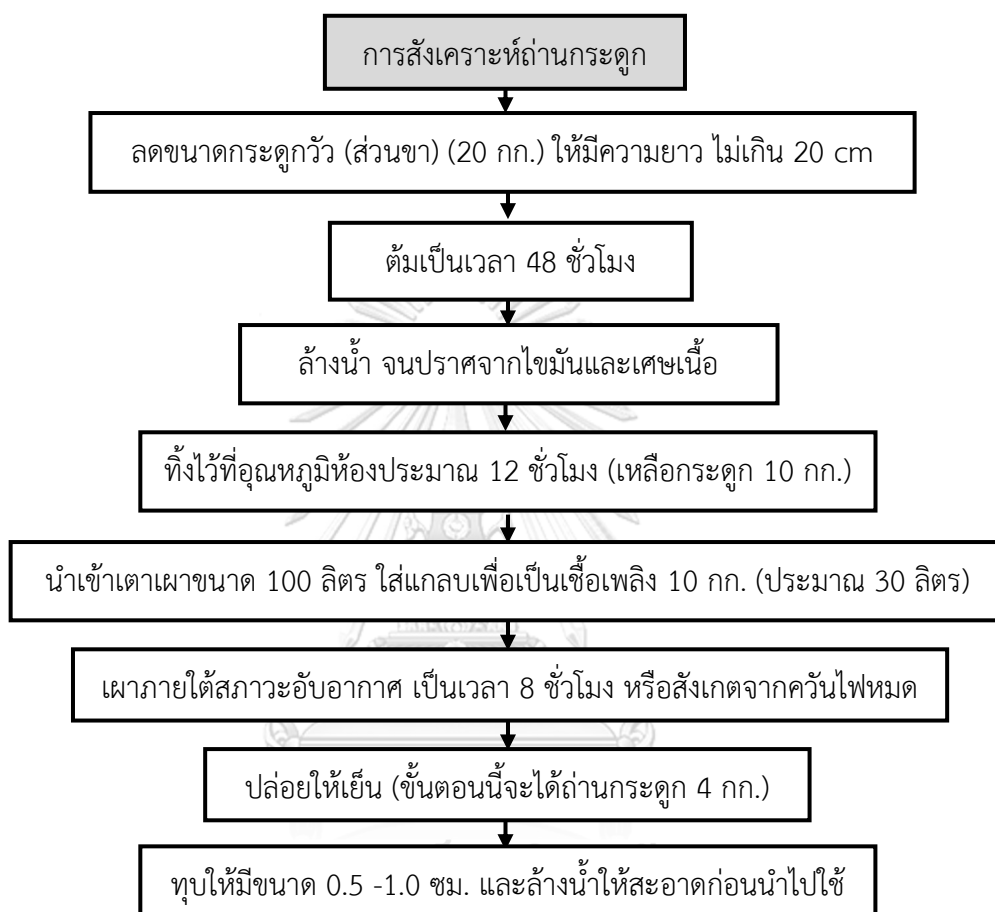 การสังเคราะห์ถ่านกระดูก
ลดขนาดกระดูกวัว (ส่วนขา) (20 กก.) ให้มีความยาว ไม่เกิน 20 cm
ต้มเป็นเวลา 48 ชั่วโมง
ล้างน้ำ จนปราศจากไขมันและเศษเนื้อ
ทิ้งไว้ที่อุณหภูมิห้องประมาณ 12 ชั่วโมง (เหลือกระดูก 10 กก.)
นำเข้าเตาเผาขนาด 100 ลิตร ใส่แกลบเพื่อเป็นเชื้อเพลิง 10 กก. (ประมาณ 30 ลิตร)
เผาภายใต้สภาวะอับอากาศ เป็นเวลา 8 ชั่วโมง หรือสังเกตจากควันไฟหมด
ปล่อยให้เย็น (ขั้นตอนนี้จะได้ถ่านกระดูก 4 กก.)
ทุบให้มีขนาด 0.5 -1.0 ซม. และล้างน้ำให้สะอาดก่อนนำไปใช้